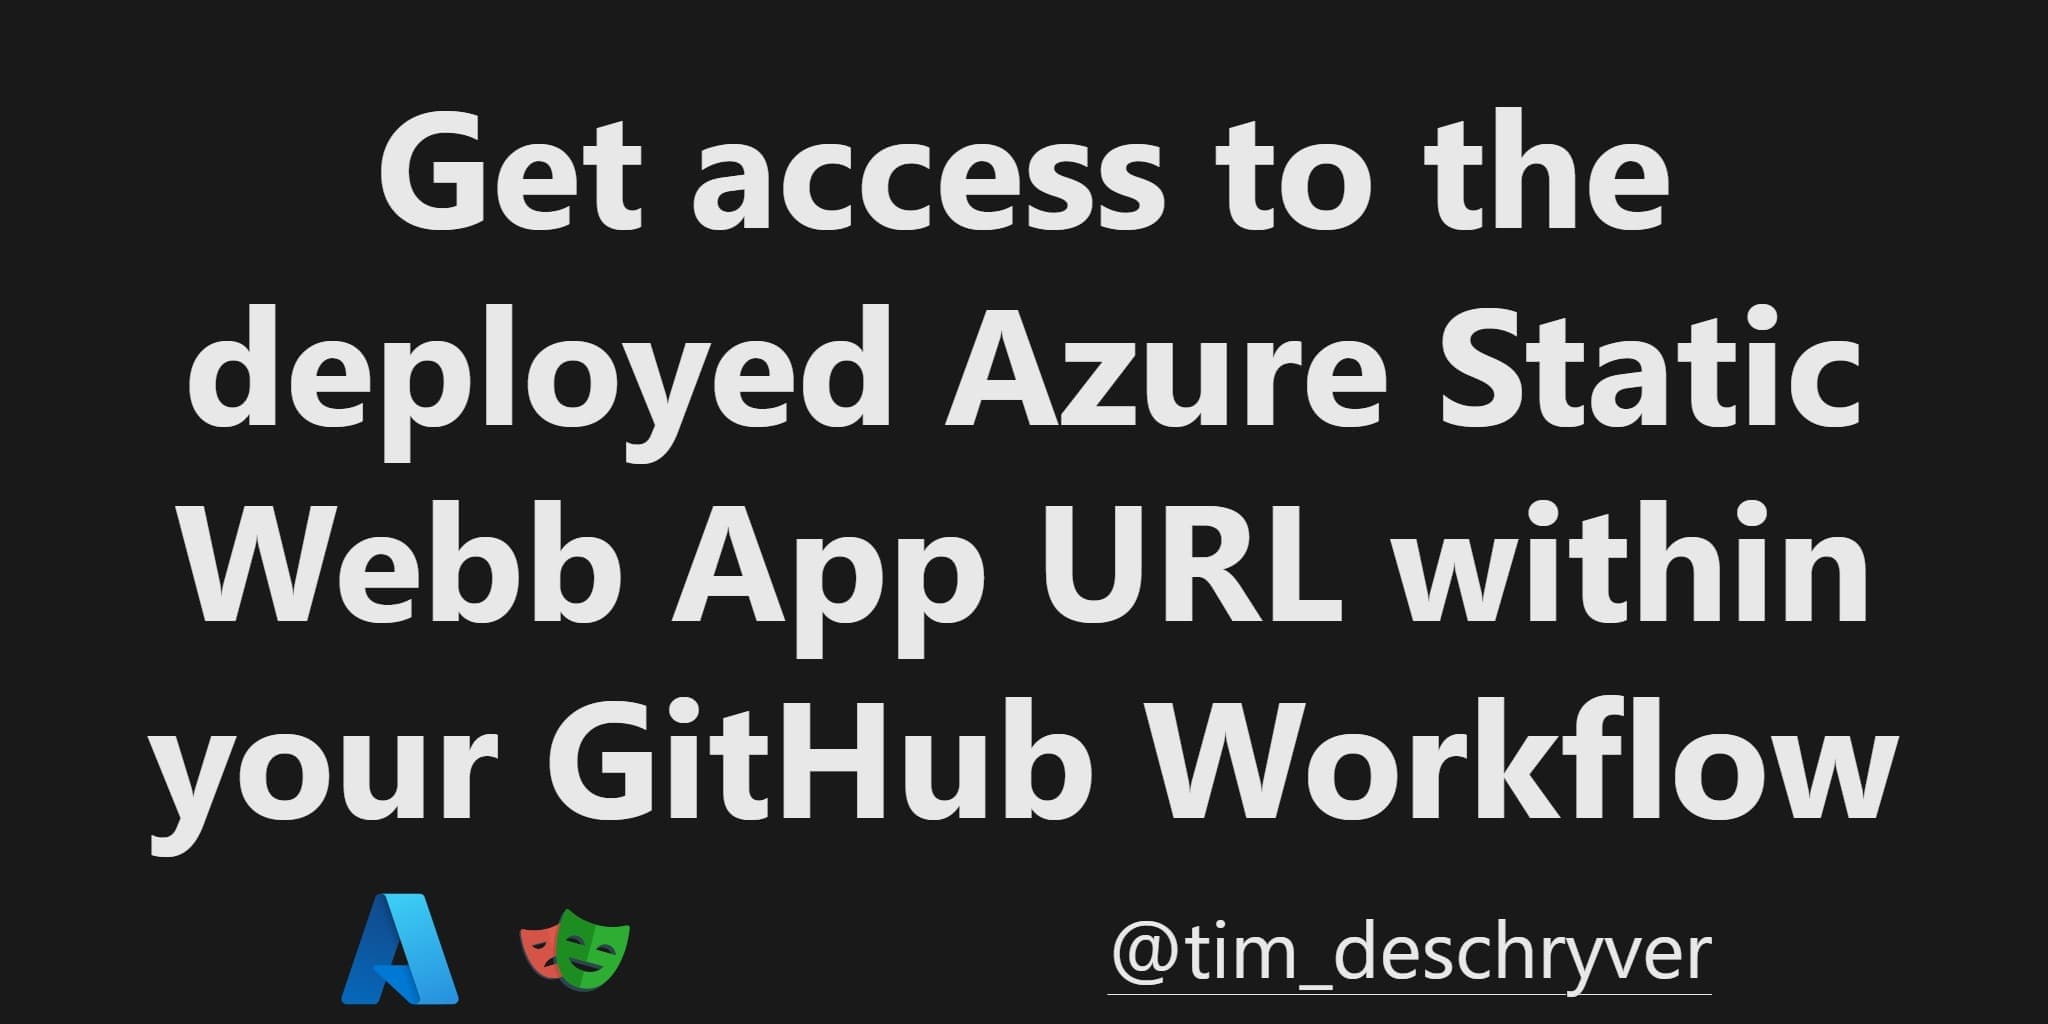 Get access to the
deployed Azure Static
Webb App URL within
your GitHub Workflow
@tim_deschryver